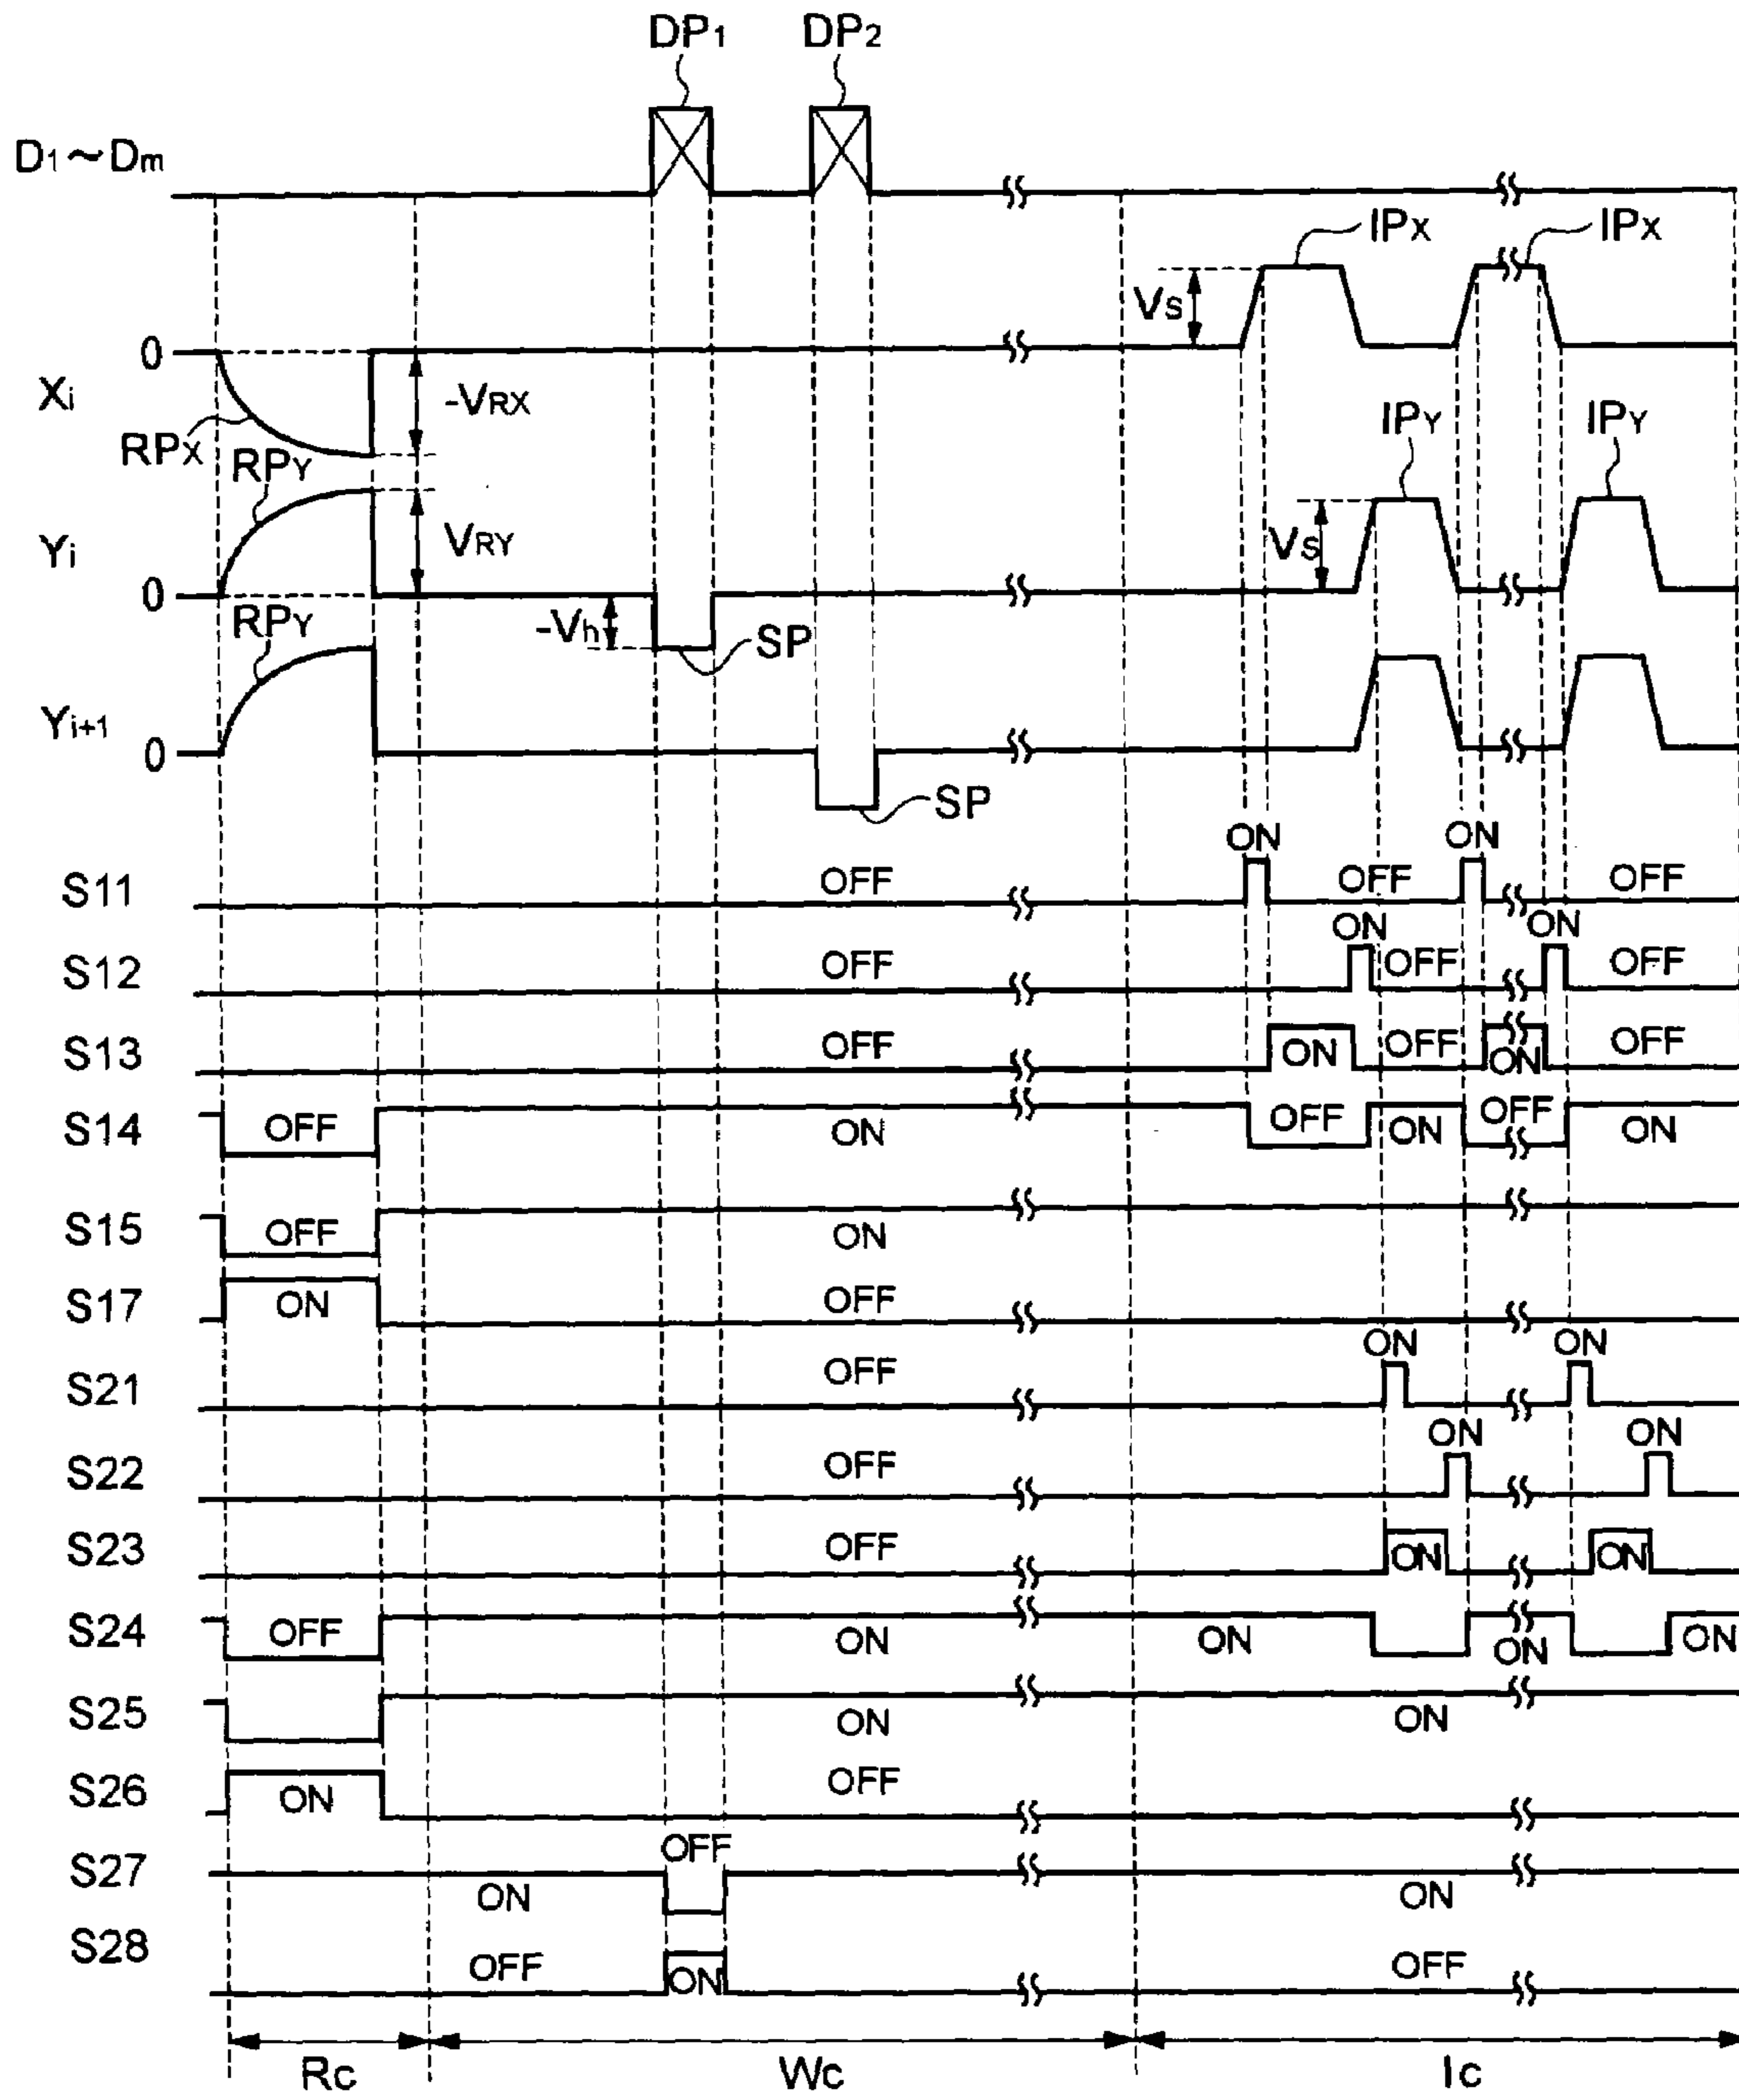 DP1 DP2
D1～Dm
IPX IPX
VS
0
Xi
-VRX
RPX
RPY
IPY IPY
VRY
VS
Yi
0
RPY
-Vh
SP
Yi+1
0
SP
ON ON
S11 OFF OFF OFF
ON ON
S12 OFF OFF OFF
S13 OFF ON OFF ON OFF
S14 OFF ON OFF ON OFF ON
S15 OFF ON
S17 ON OFF
ON ON
S21 OFF
ON ON
S22 OFF
S23 OFF ON ON
S24 OFF ON ON ON ON
S25 ON ON
S26 ON OFF
OFF
S27 ON ON
S28 OFF ON OFF
Rc Wc Ic